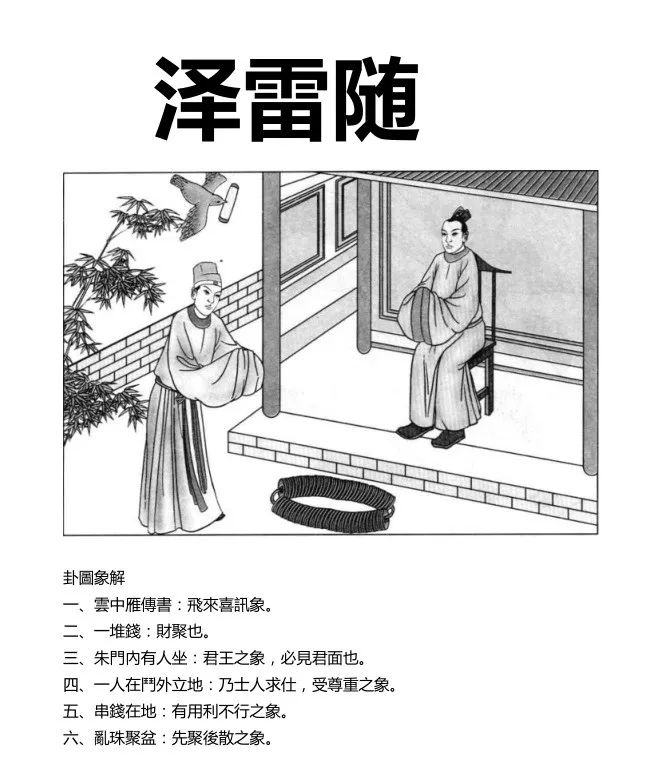 泽雷随
卦圖象解
一、雲中雁傳書：飛來喜訊象。
二、一堆錢：財聚也。
三、朱門內有人坐：君王之象，必見君面也。
四、一人在鬥外立地：乃士人求仕，受尊重之象。
五、串錢在地：有用利不行之象。
六、亂珠聚盆：先聚後散之象。